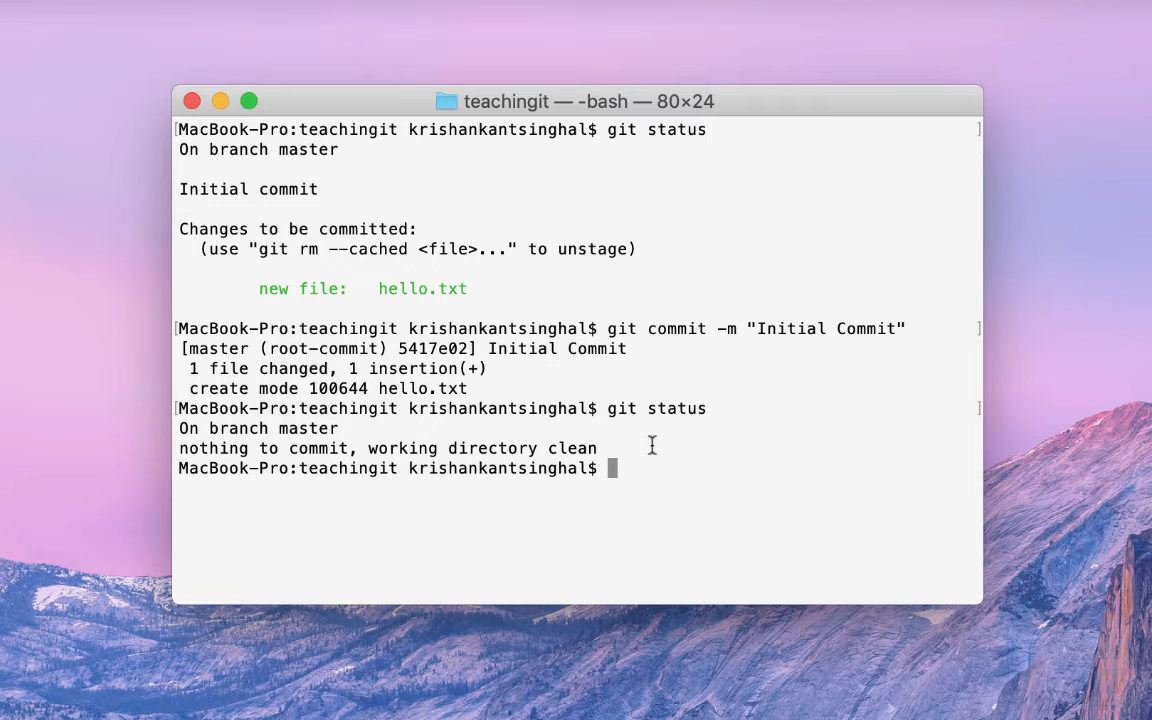 teachingit — -bash — 80×24
[MacBook-Pro:teachingit krishankantsinghal$ git status ]
On branch master
Initial commit
Changes to be committed:
(use "git rm --cached <file>..." to unstage)
new file: hello.txt
[MacBook-Pro:teachingit krishankantsinghal$ git commit -m "Initial Commit" ]
[master (root-commit) 5417e02] Initial Commit
1 file changed, 1 insertion(+)
create mode 100644 hello.txt
[MacBook-Pro:teachingit krishankantsinghal$ git status ]
On branch master
nothing to commit, working directory clean
MacBook-Pro:teachingit krishankantsinghal$